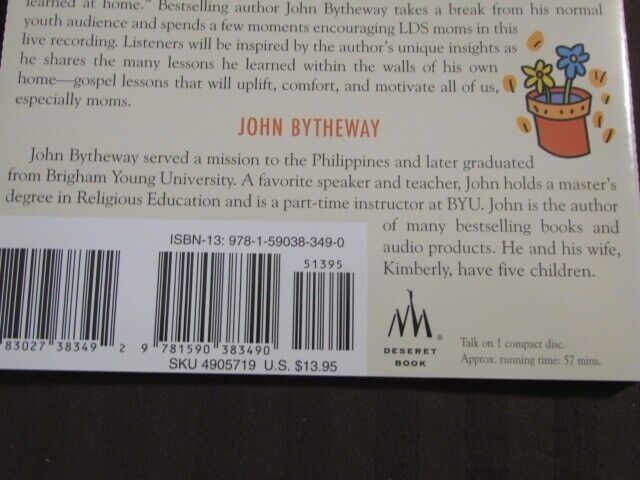 learned at home." Bestselling author John Bytheway takes a break from his normal
youth audience and spends a few moments encouraging LDS moms in this
live recording. Listeners will be inspired by the author's unique insights as
he shares the many lessons he learned within the walls of his own
home—gospel lessons that will uplift, comfort, and motivate all of us,
especially moms.
JOHN BYTHEWAY
John Bytheway served a mission to the Philippines and later graduated
from Brigham Young University. A favorite speaker and teacher, John holds a master's
degree in Religious Education and is a part-time instructor at BYU. John is the author
of many bestselling books and
audio products. He and his wife,
Kimberly, have five children.
ISBN-13: 978-1-59038-349-0
51395
83027 38349 2
9 781590 383490
SKU 4905719 U.S. $13.95
DESERET
BOOK
®
Talk on 1 compact disc.
Approx. running time: 57 mins.